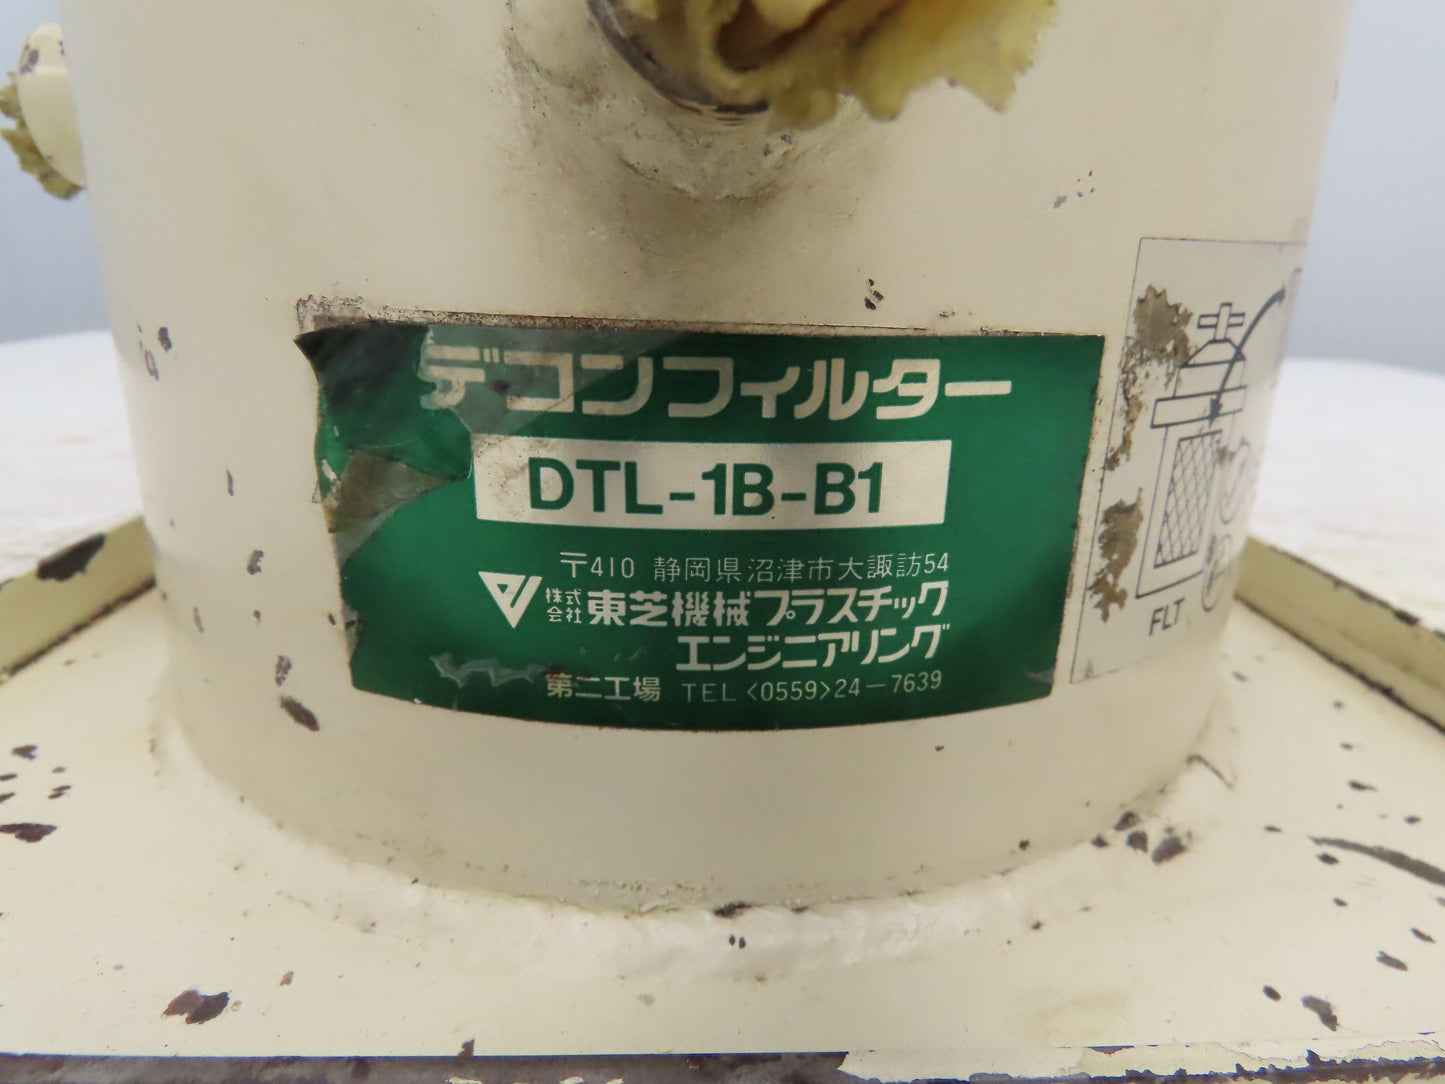 デコンフィルター
DTL-1B-B1
〒410 静岡県沼津市大諏訪54
株式会社 東芝機械プラスチック
エンジニアリング
第二工場 TEL<0559>24-7639
FLT